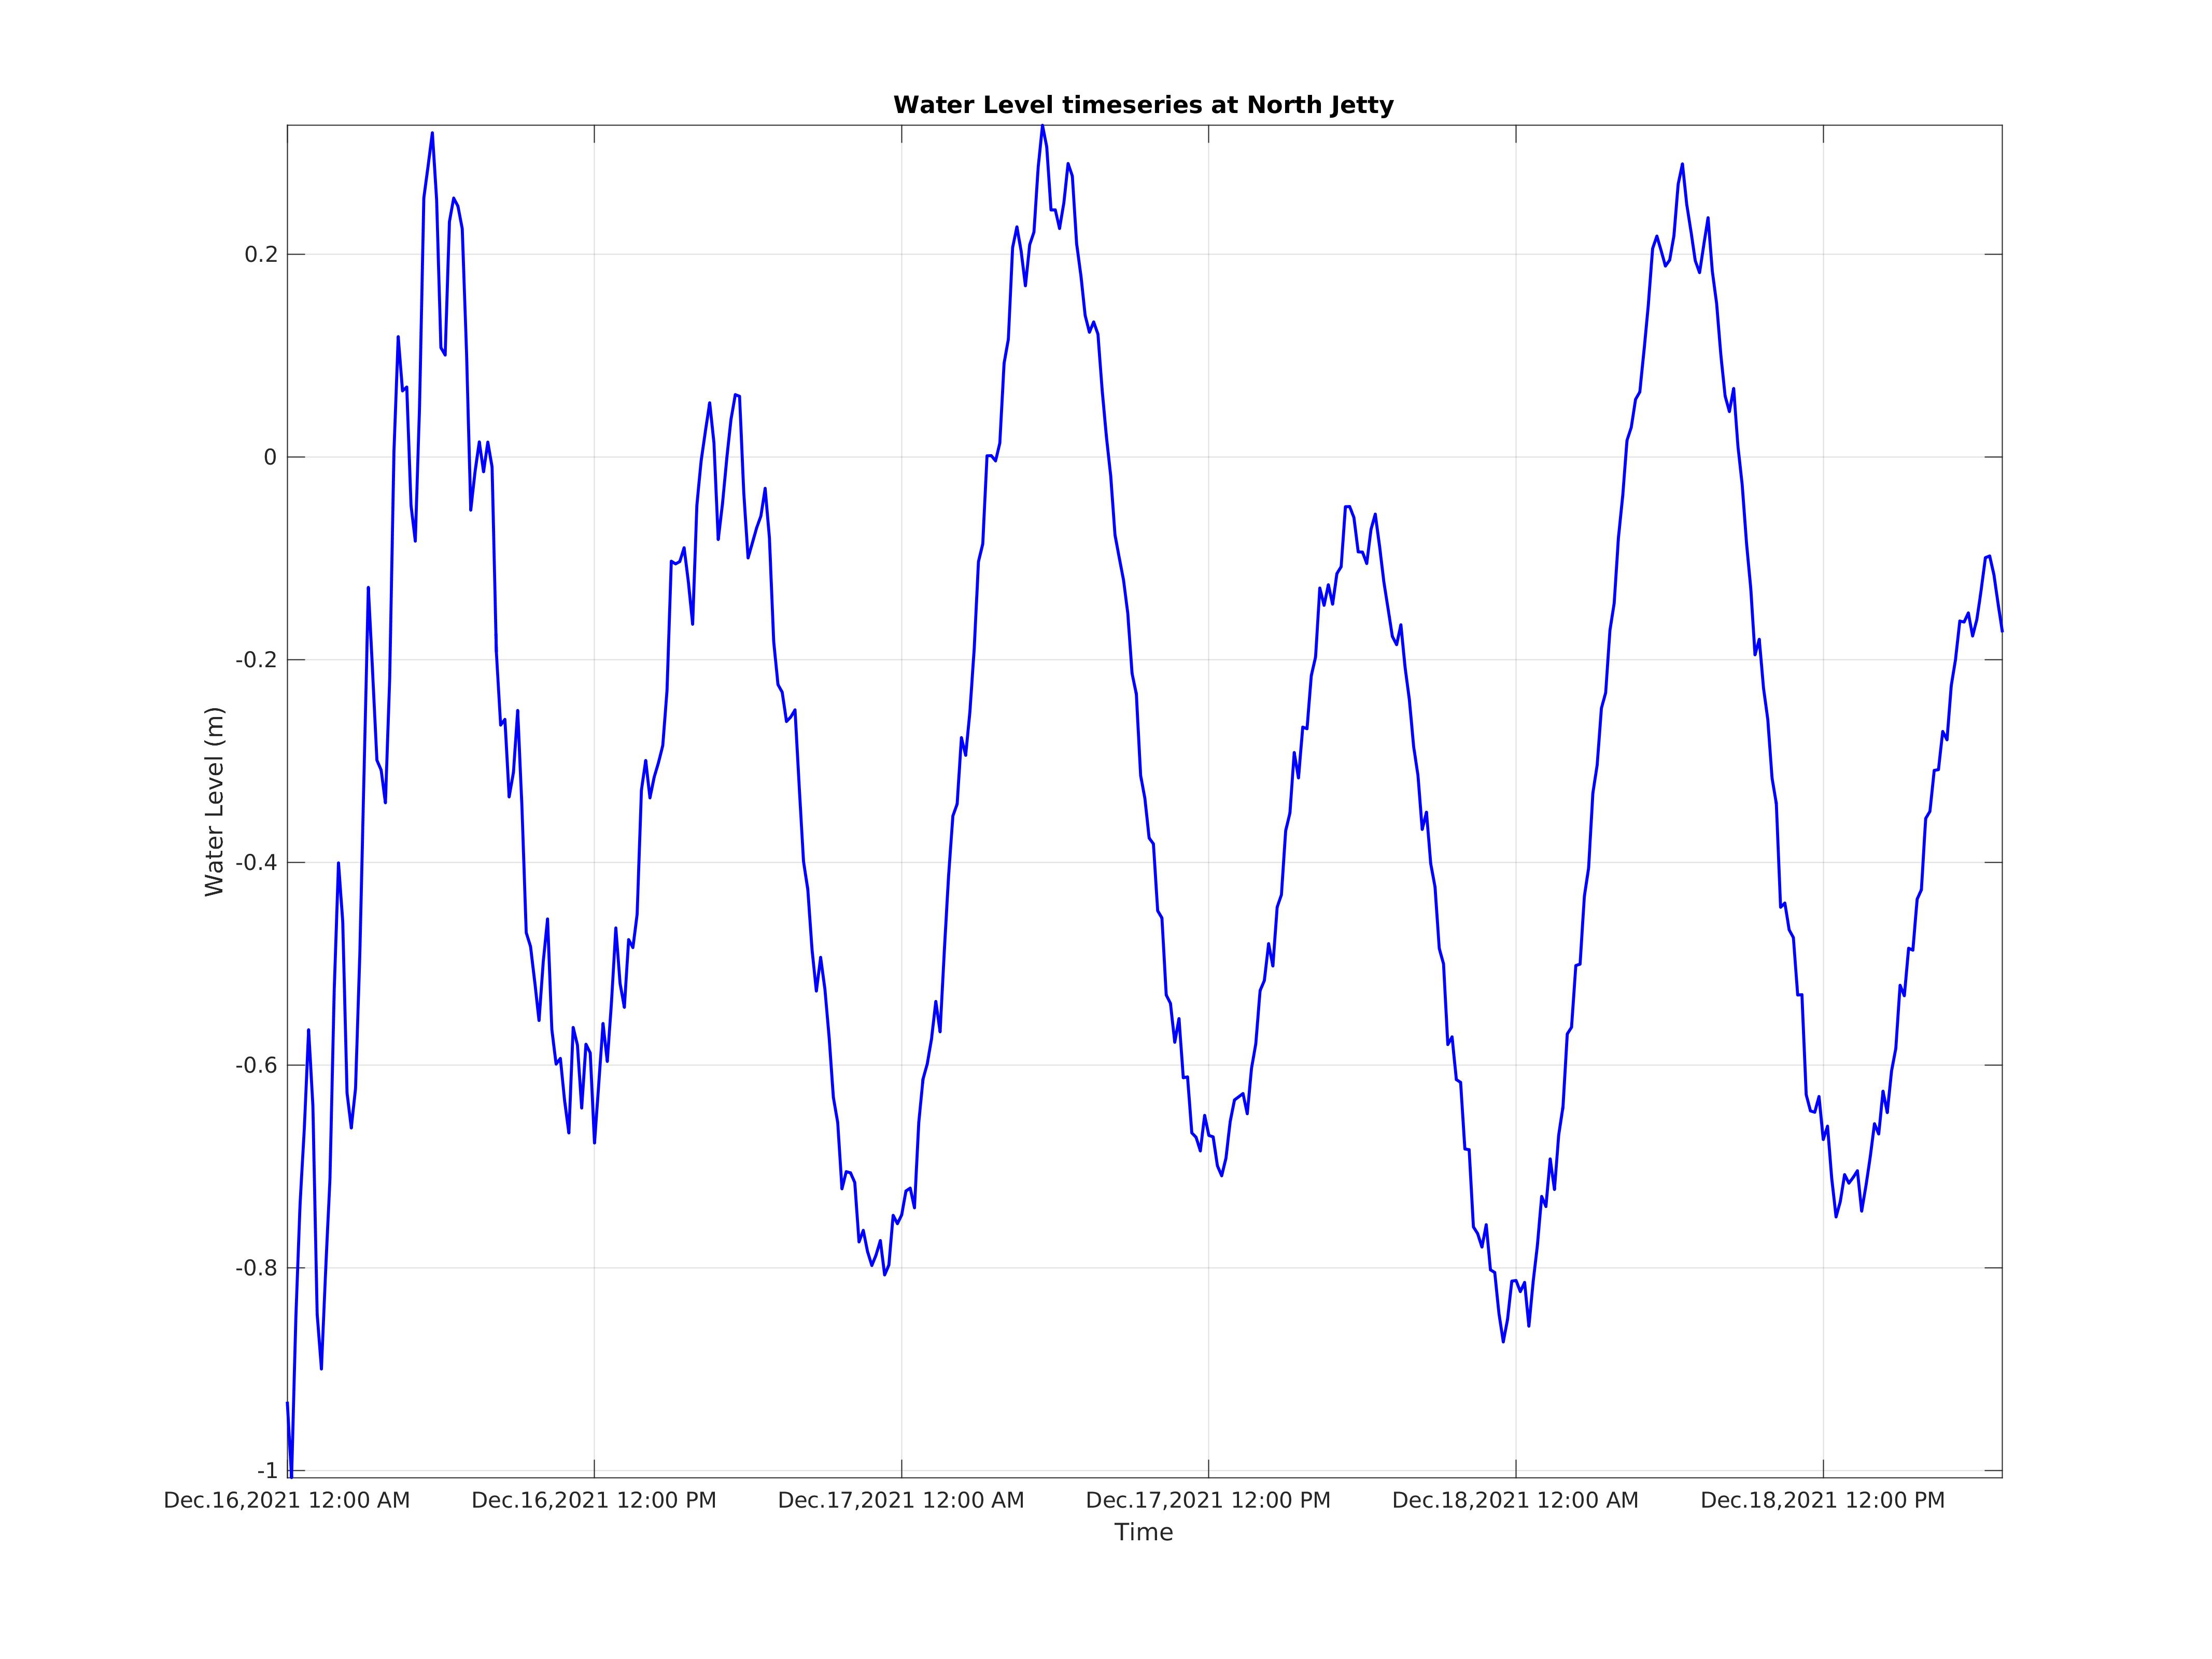 Water Level timeseries at North Jetty
Water Level (m)
0.2
0
-0.2
-0.4
-0.6
-0.8
-1
Dec.16,2021 12:00 AM
Dec.16,2021 12:00 PM
Dec.17,2021 12:00 AM
Dec.17,2021 12:00 PM
Dec.18,2021 12:00 AM
Dec.18,2021 12:00 PM
Time